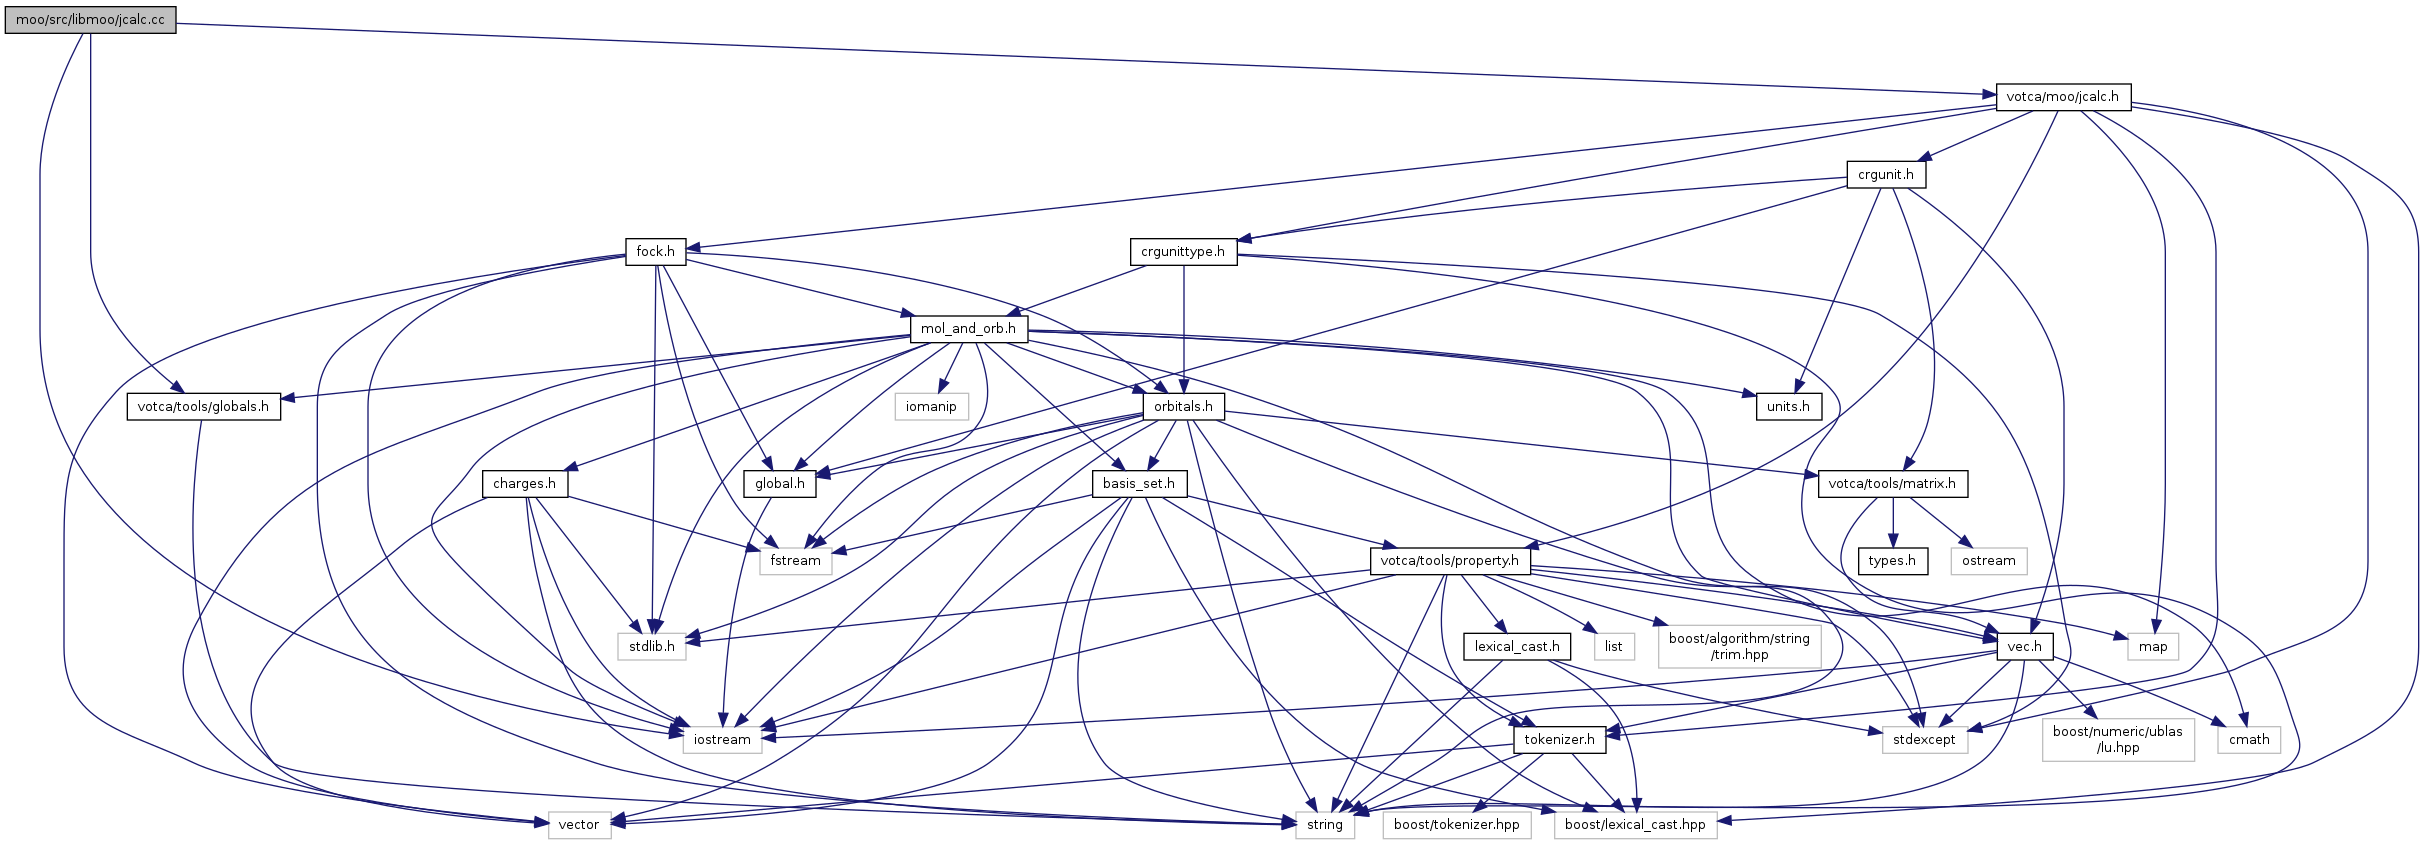 moo/src/libmoo/jcalc.cc
votca/moo/jcalc.h
crgunit.h
fock.h
crgunittype.h
mol_and_orb.h
votca/tools/globals.h
iomanip
orbitals.h
units.h
charges.h
global.h
basis_set.h
votca/tools/matrix.h
fstream
votca/tools/property.h
types.h
ostream
stdlib.h
lexical_cast.h
list
boost/algorithm/string
/trim.hpp
vec.h
map
iostream
tokenizer.h
stdexcept
boost/numeric/ublas
/lu.hpp
cmath
vector
string
boost/tokenizer.hpp
boost/lexical_cast.hpp